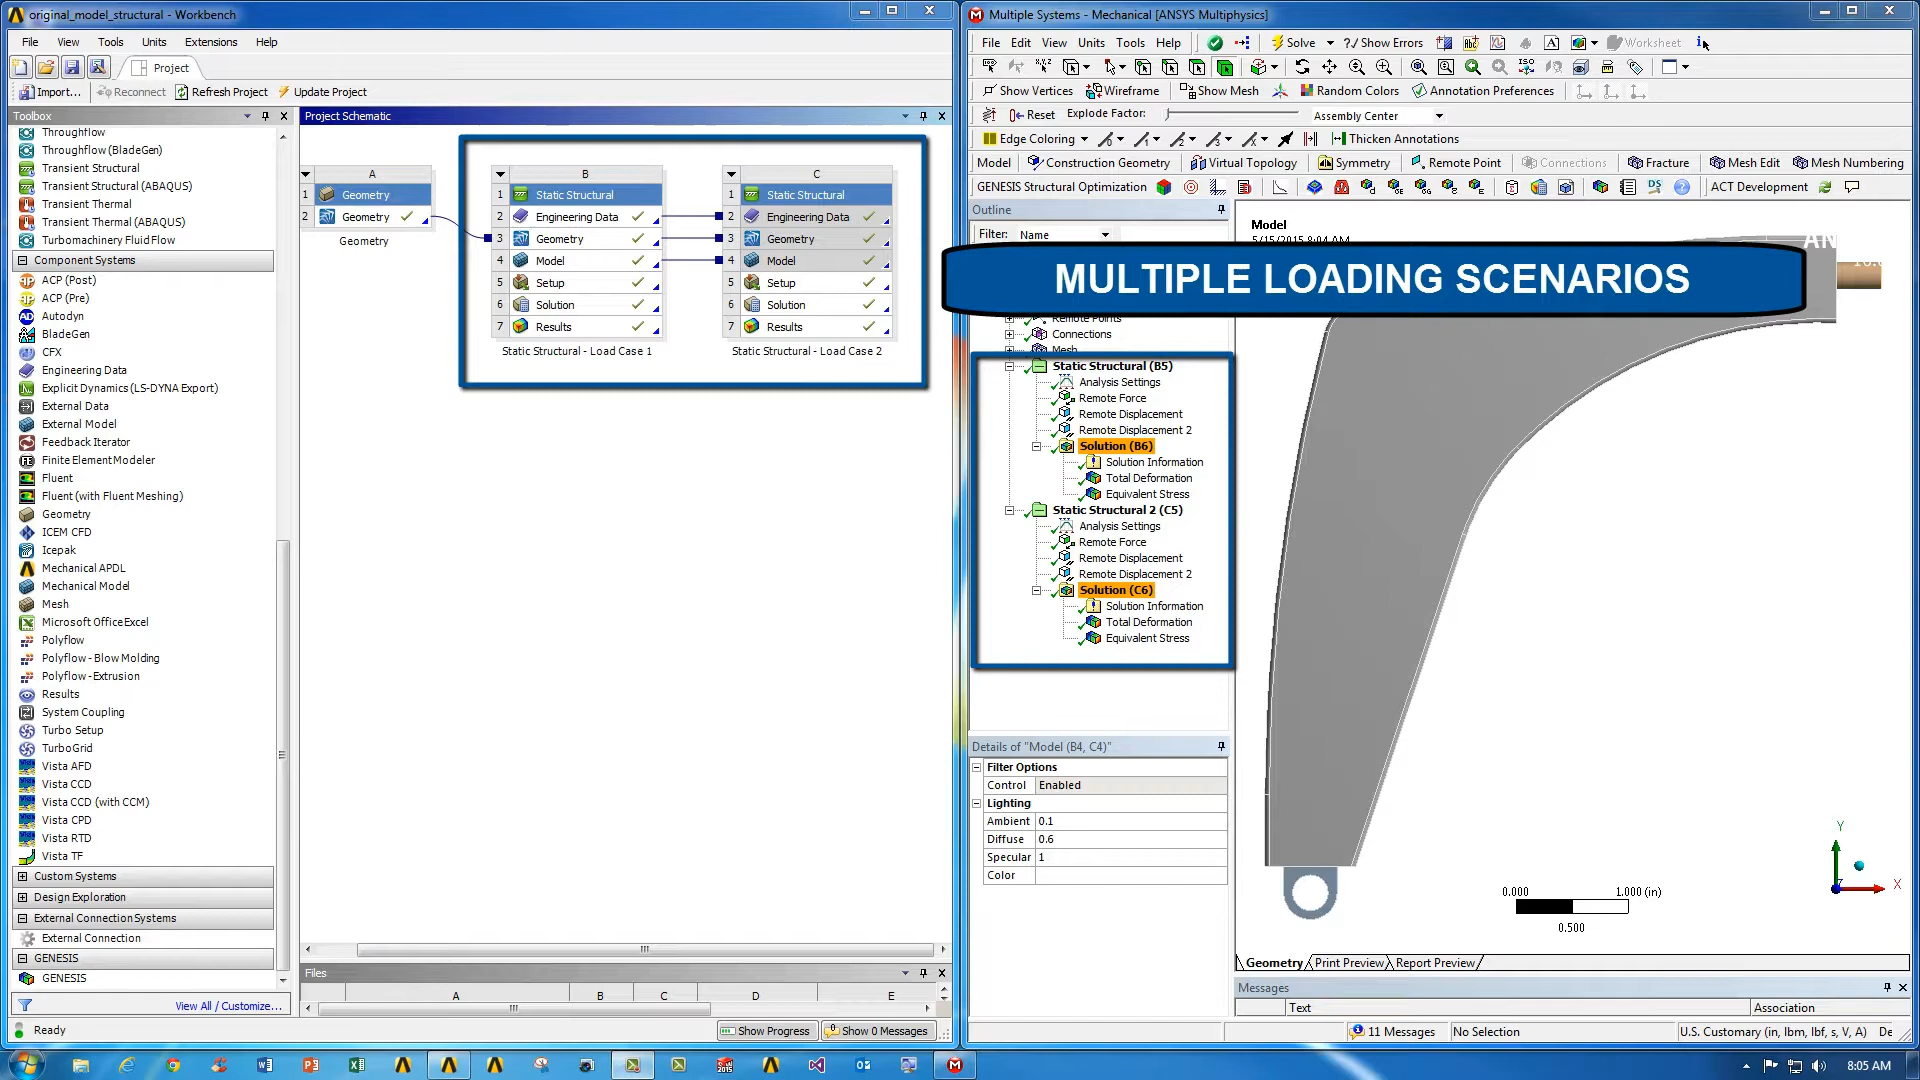 original_model_structural - Workbench
File View Tools Units Extensions Help
Project
Import... Reconnect Refresh Project Update Project
Toolbox
Throughflow
Throughflow (BladeGen)
Transient Structural
Transient Structural (ABAQUS)
Transient Thermal
Transient Thermal (ABAQUS)
Turbomachinery Fluid Flow
Component Systems
ACP (Post)
ACP (Pre)
Autodyn
BladeGen
CFX
Engineering Data
Explicit Dynamics (LS-DYNA Export)
External Data
External Model
Feedback Iterator
Finite Element Modeler
Fluent
Fluent (with Fluent Meshing)
Geometry
ICEM CFD
Icepak
Mechanical APDL
Mechanical Model
Mesh
Microsoft Office Excel
Polyflow
Polyflow - Blow Molding
Polyflow - Extrusion
Results
System Coupling
Turbo Setup
TurboGrid
Vista AFD
Vista CCD
Vista CCD (with CCM)
Vista CPD
Vista RTD
Vista TF
Custom Systems
Design Exploration
External Connection Systems
External Connection
GENESIS
GENESIS
View All / Customize...
Ready
Project Schematic
A
1 Geometry
2 Geometry
Geometry
B
1 Static Structural
2 Engineering Data
3 Geometry
4 Model
5 Setup
6 Solution
7 Results
Static Structural - Load Case 1
C
1 Static Structural
2 Engineering Data
3 Geometry
4 Model
5 Setup
6 Solution
7 Results
Static Structural - Load Case 2
Files
A B C D E
Show Progress Show 0 Messages
Multiple Systems - Mechanical [ANSYS Multiphysics]
File Edit View Units Tools Help Solve Show Errors Worksheet
Show Vertices Wireframe Show Mesh Random Colors Annotation Preferences
Reset Explode Factor: Assembly Center
Edge Coloring Thicken Annotations
Model Construction Geometry Virtual Topology Symmetry Remote Point Connections Fracture Mesh Edit Mesh Numbering
GENESIS Structural Optimization ACT Development
Outline
Filter: Name
MULTIPLE LOADING SCENARIOS
Remote Points
Connections
Mesh
Static Structural (B5)
Analysis Settings
Remote Force
Remote Displacement
Remote Displacement 2
Solution (B6)
Solution Information
Total Deformation
Equivalent Stress
Static Structural 2 (C5)
Analysis Settings
Remote Force
Remote Displacement
Remote Displacement 2
Solution (C6)
Solution Information
Total Deformation
Equivalent Stress
Details of "Model (B4, C4)"
Filter Options
Control Enabled
Lighting
Ambient 0.1
Diffuse 0.6
Specular 1
Color
Model
5/15/2015 8:04 AM
AN
Y
X
0.000 1.000 (in)
0.500
Geometry Print Preview Report Preview
Messages
Text Association
11 Messages No Selection U.S. Customary (in, lbm, lbf, s, V, A) De
8:05 AM